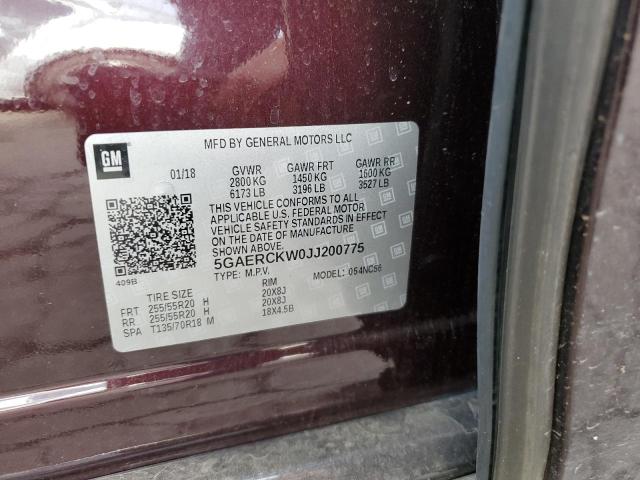 GM
MFD BY GENERAL MOTORS LLC
01/18 GVWR GAWR FRT GAWR RR
2800 KG 1450 KG 1600 KG
6173 LB 3196 LB 3527 LB
THIS VEHICLE CONFORMS TO ALL
APPLICABLE U.S. FEDERAL MOTOR
VEHICLE SAFETY STANDARDS IN EFFECT
ON THE DATE OF MANUFACTURE
SHOWN ABOVE.
5GAERCKW0JJ200775
TYPE: M.P.V. MODEL: 054NC56
409B
TIRE SIZE RIM
FRT 255/55R20 H 20X8J
RR 255/55R20 H 20X8J
SPA T135/70R18 M 18X4.5B